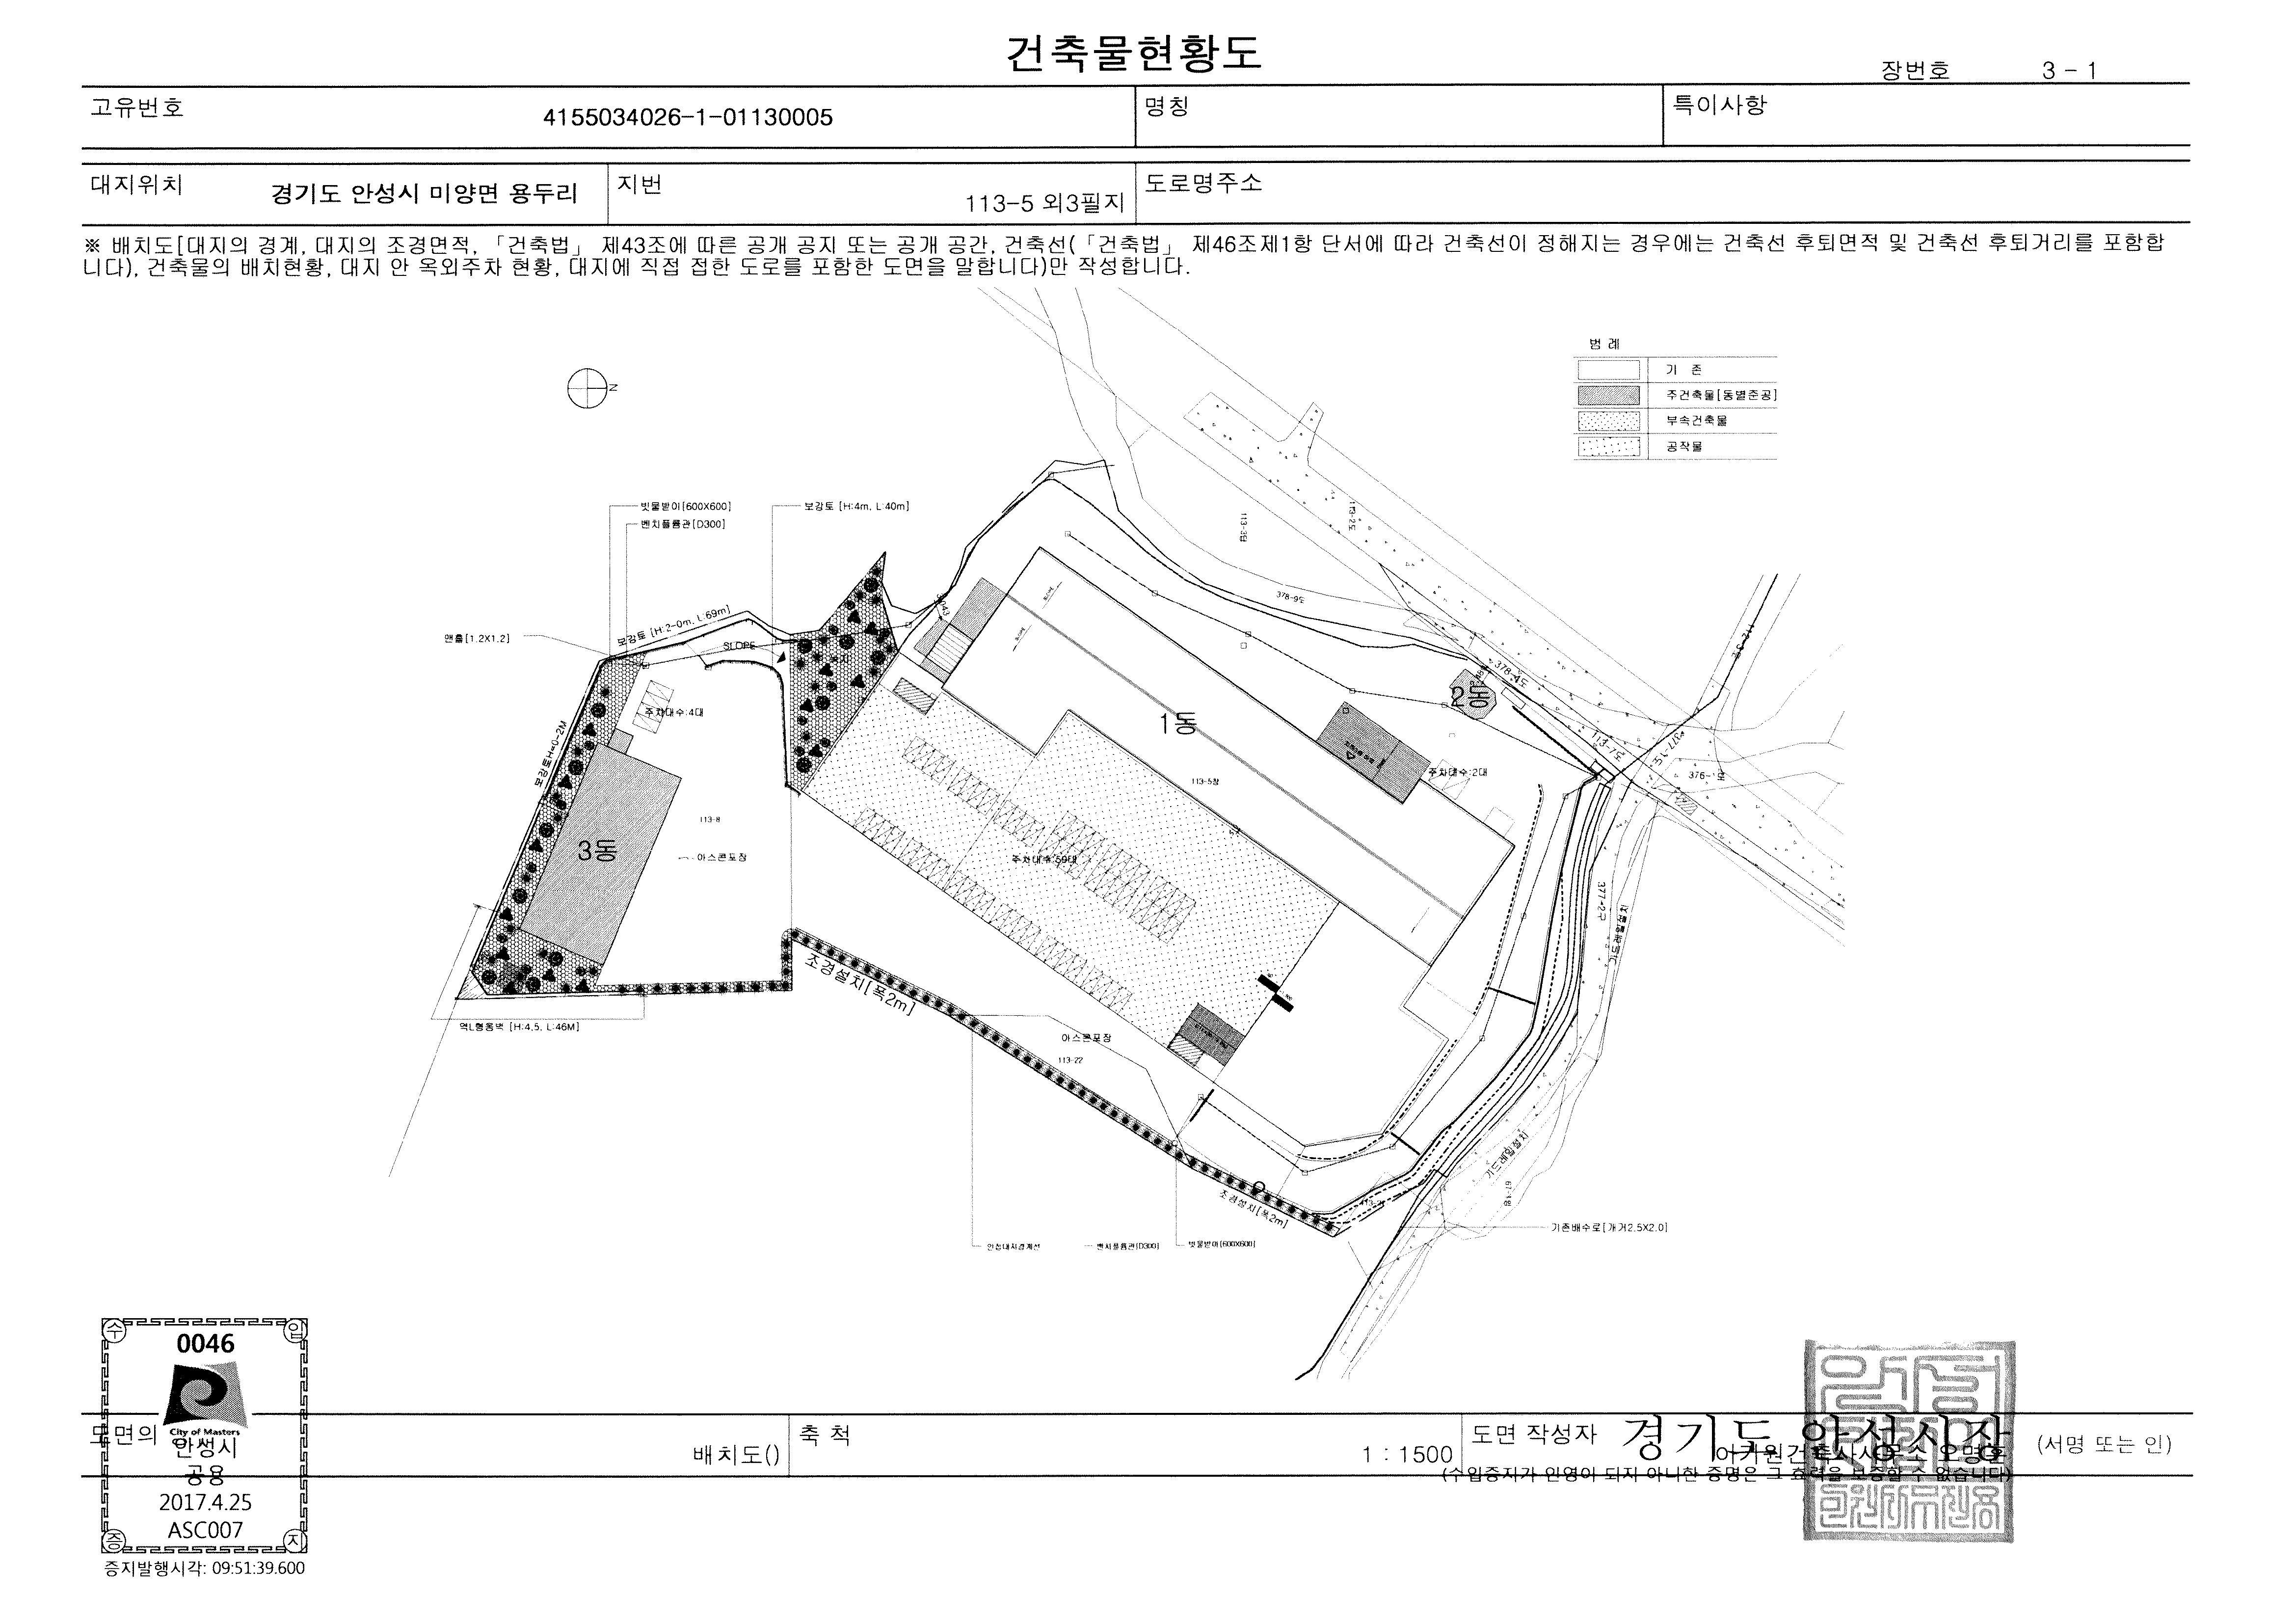 건축물현황도
장번호 3 - 1
고유번호 4155034026-1-01130005 명칭 특이사항
대지위치 경기도 안성시 미양면 용두리 지번 113-5 외3필지 도로명주소
※ 배치도[대지의 경계, 대지의 조경면적, 「건축법」 제43조에 따른 공개 공지 또는 공개 공간, 건축선(「건축법」 제46조제1항 단서에 따라 건축선이 정해지는 경우에는 건축선 후퇴면적 및 건축선 후퇴거리를 포함합
니다), 건축물의 배치현황, 대지 안 옥외주차 현황, 대지에 직접 접한 도로를 포함한 도면을 말합니다)만 작성합니다.
범 례
기 존
주건축물[동별준공]
부속건축물
공작물
N
빗물받이[600X600]
벤치플륨관[D300]
보강토 [H:4m, L:40m]
맨홀[1.2X1.2]
보강토 [H:2-0m, L:69m]
SLOPE
113-3답
113-2도
378-9도
378-4도
2동
1동
주차대수:4대
보강토H=0-2M
113-5장
주차대수:2대
113-7도
377-1도
376-1도
113-8
3동
아스콘포장
주차대수:59대
377-2구
조경설치[폭2m]
역L형옹벽 [H:4.5, L:46M]
아스콘포장
113-22
가드레일설치
조경설치[폭2m]
기존배수로[개거2.5X2.0]
벤치플륨관[D300]
빗물받이[600X600]
수 입
0046
City of Masters
안성시
공용
2017.4.25
ASC007
증 지
증지발행시각: 09:51:39.600
도면의
배치도()
축 척 1 : 1500
도면 작성자 경기도 안성시장
아키원건축사사무소 오명호 (서명 또는 인)
(수입증지가 인영이 되지 아니한 증명은 그 효력을 보증할 수 없습니다)